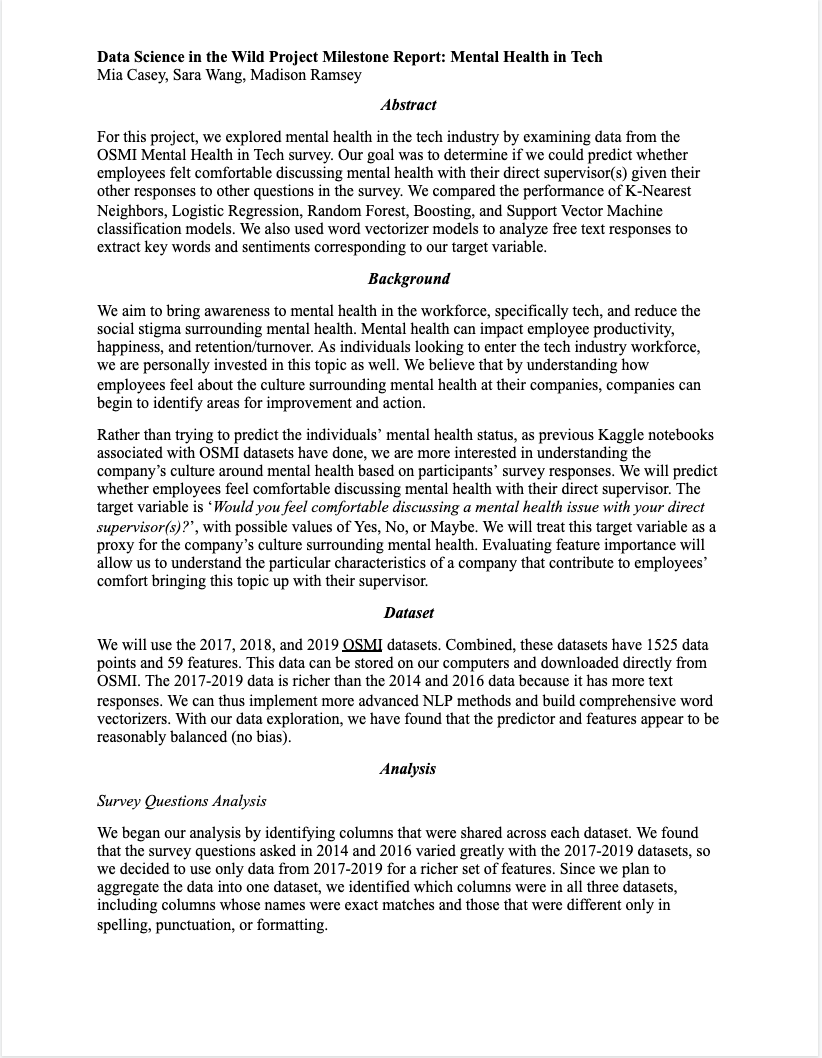 Data Science in the Wild Project Milestone Report: Mental Health in Tech
Mia Casey, Sara Wang, Madison Ramsey
Abstract
For this project, we explored mental health in the tech industry by examining data from the
OSMI Mental Health in Tech survey. Our goal was to determine if we could predict whether
employees felt comfortable discussing mental health with their direct supervisor(s) given their
other responses to other questions in the survey. We compared the performance of K-Nearest
Neighbors, Logistic Regression, Random Forest, Boosting, and Support Vector Machine
classification models. We also used word vectorizer models to analyze free text responses to
extract key words and sentiments corresponding to our target variable.
Background
We aim to bring awareness to mental health in the workforce, specifically tech, and reduce the
social stigma surrounding mental health. Mental health can impact employee productivity,
happiness, and retention/turnover. As individuals looking to enter the tech industry workforce,
we are personally invested in this topic as well. We believe that by understanding how
employees feel about the culture surrounding mental health at their companies, companies can
begin to identify areas for improvement and action.
Rather than trying to predict the individuals’ mental health status, as previous Kaggle notebooks
associated with OSMI datasets have done, we are more interested in understanding the
company’s culture around mental health based on participants’ survey responses. We will predict
whether employees feel comfortable discussing mental health with their direct supervisor. The
target variable is ‘Would you feel comfortable discussing a mental health issue with your direct
supervisor(s)?’, with possible values of Yes, No, or Maybe. We will treat this target variable as a
proxy for the company’s culture surrounding mental health. Evaluating feature importance will
allow us to understand the particular characteristics of a company that contribute to employees’
comfort bringing this topic up with their supervisor.
Dataset
We will use the 2017, 2018, and 2019 OSMI datasets. Combined, these datasets have 1525 data
points and 59 features. This data can be stored on our computers and downloaded directly from
OSMI. The 2017-2019 data is richer than the 2014 and 2016 data because it has more text
responses. We can thus implement more advanced NLP methods and build comprehensive word
vectorizers. With our data exploration, we have found that the predictor and features appear to be
reasonably balanced (no bias).
Analysis
Survey Questions Analysis
We began our analysis by identifying columns that were shared across each dataset. We found
that the survey questions asked in 2014 and 2016 varied greatly with the 2017-2019 datasets, so
we decided to use only data from 2017-2019 for a richer set of features. Since we plan to
aggregate the data into one dataset, we identified which columns were in all three datasets,
including columns whose names were exact matches and those that were different only in
spelling, punctuation, or formatting.